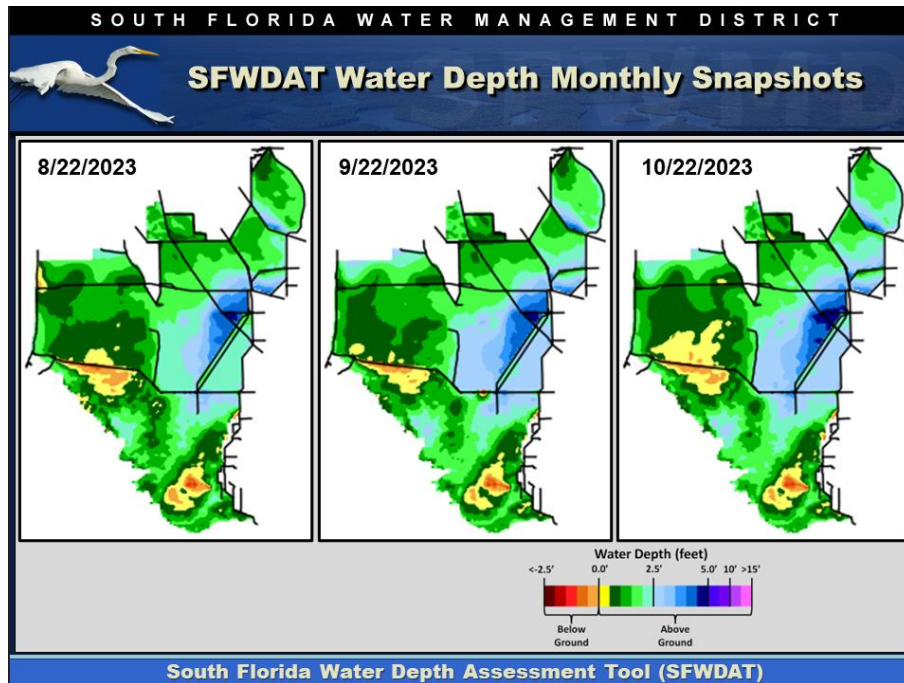 SOUTH FLORIDA WATER MANAGEMENT DISTRICT
SFWDAT Water Depth Monthly Snapshots
8/22/2023
9/22/2023
10/22/2023
Water Depth (feet)
<-2.5' 0.0' 2.5' 5.0' 10' >15'
Below Ground
Above Ground
South Florida Water Depth Assessment Tool (SFWDAT)